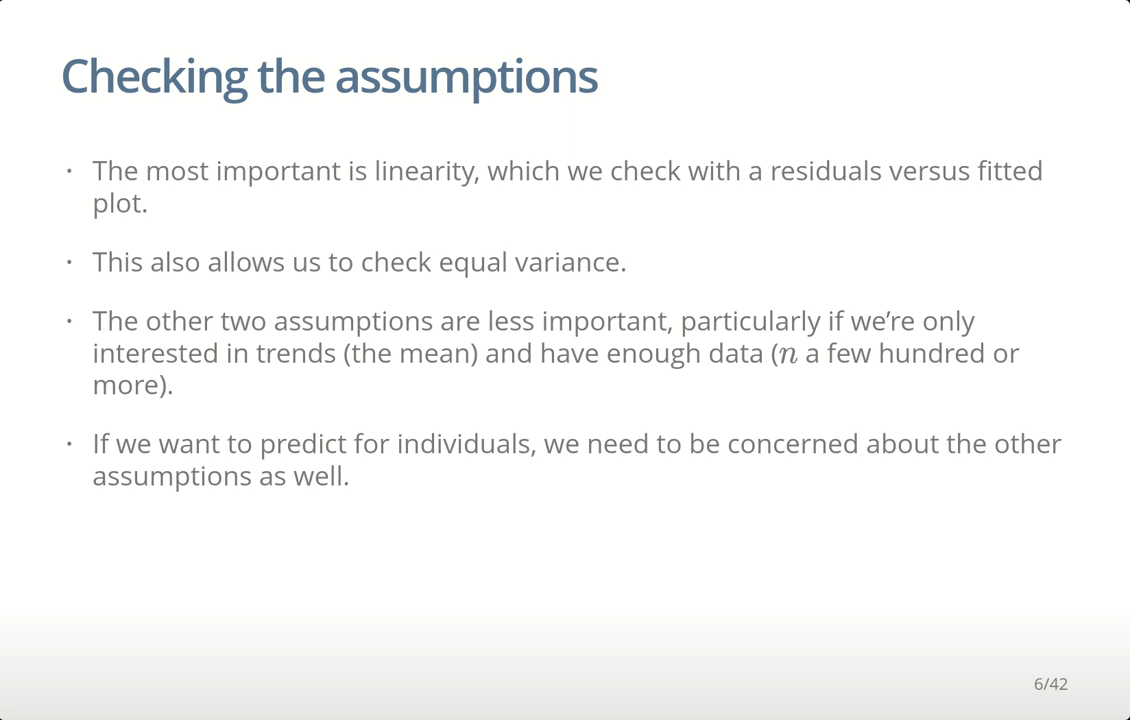 Checking the assumptions
· The most important is linearity, which we check with a residuals versus fitted
plot.
· This also allows us to check equal variance.
· The other two assumptions are less important, particularly if we’re only
interested in trends (the mean) and have enough data (n a few hundred or
more).
· If we want to predict for individuals, we need to be concerned about the other
assumptions as well.
6/42